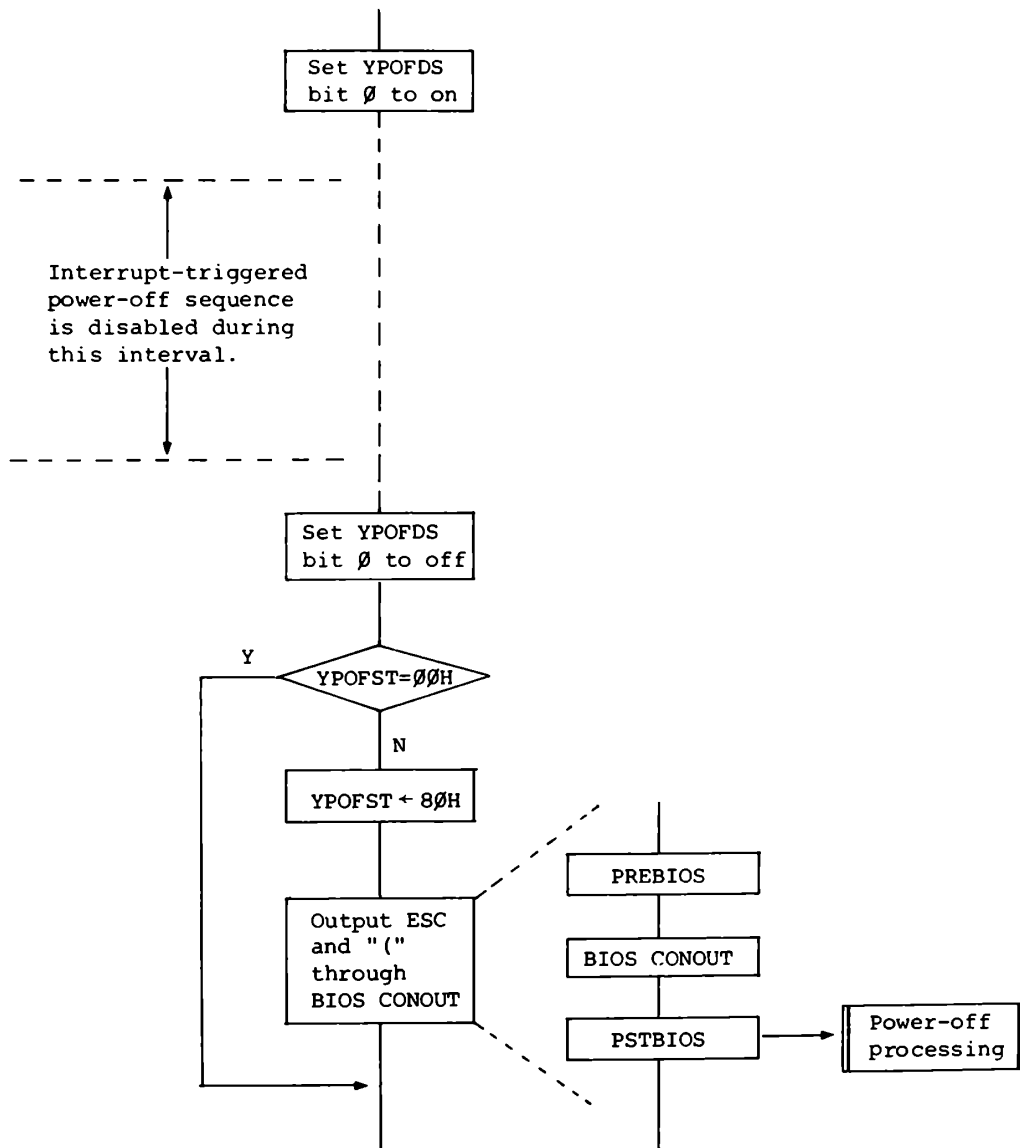 Set YPOFDS
bit Ø to on
Interrupt-triggered
power-off sequence
is disabled during
this interval.
Set YPOFDS
bit Ø to off
Y
YPOFST=ØØH
N
YPOFST ← 8ØH
Output ESC
and "("
through
BIOS CONOUT
PREBIOS
BIOS CONOUT
PSTBIOS
Power-off
processing